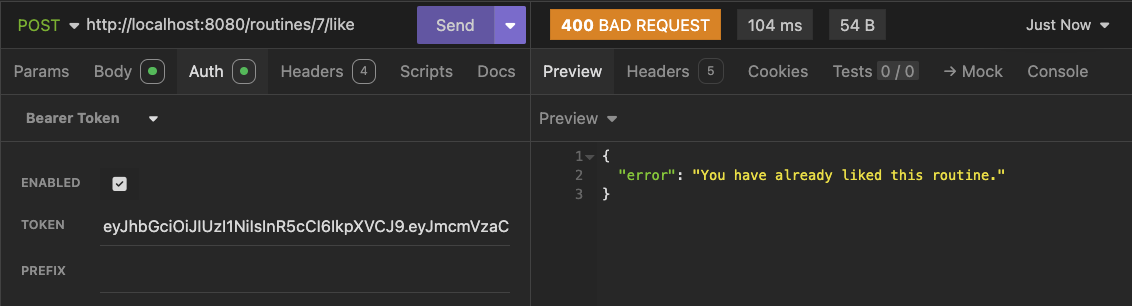 POST http://localhost:8080/routines/7/like Send
Params Body Auth Headers 4 Scripts Docs
Bearer Token
ENABLED
TOKEN eyJhbGciOiJIUzI1NiIsInR5cCI6IkpXVCJ9.eyJmcmVzaC
PREFIX
400 BAD REQUEST 104 ms 54 B Just Now
Preview Headers 5 Cookies Tests 0 / 0 → Mock Console
Preview
1 {
2 "error": "You have already liked this routine."
3 }